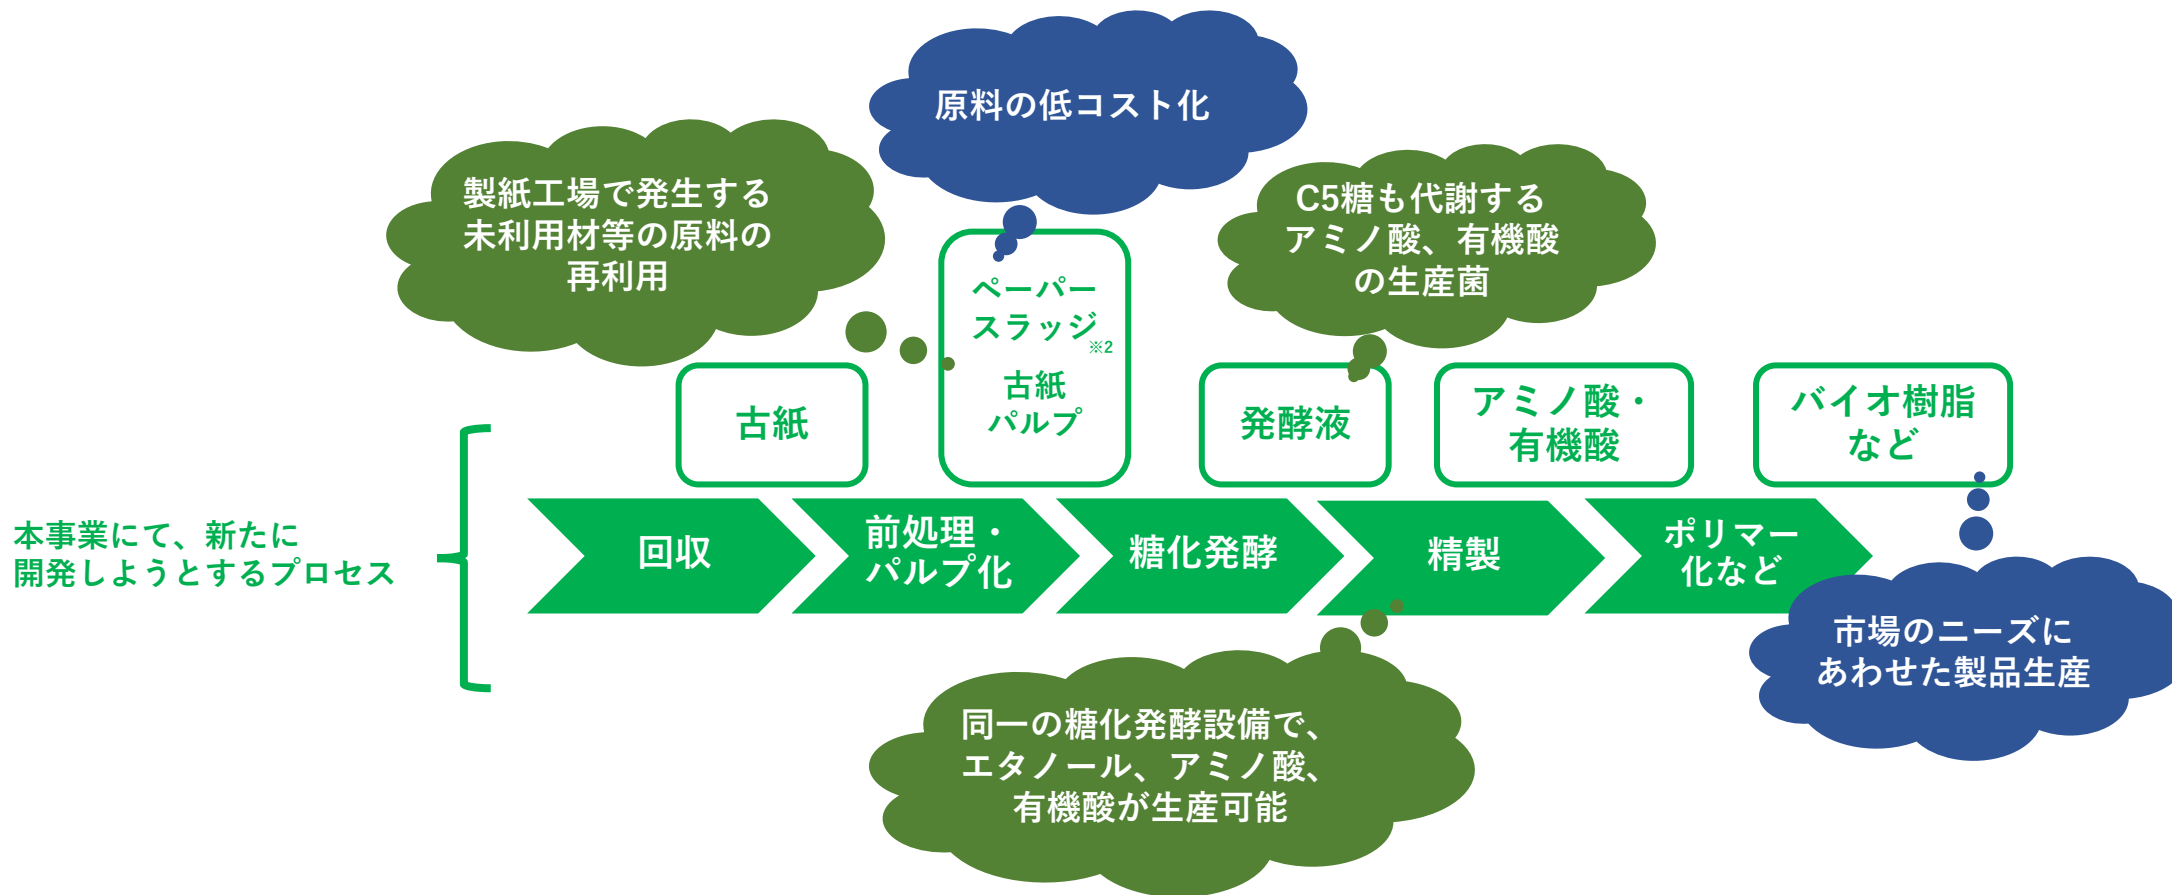 原料の低コスト化
製紙工場で発生する
未利用材等の原料の
再利用
C5糖も代謝する
アミノ酸、有機酸
の生産菌
古紙
ペーパー
スラッジ※2
古紙
パルプ
発酵液
アミノ酸・
有機酸
バイオ樹脂
など
本事業にて、新たに
開発しようとするプロセス
回収
前処理・
パルプ化
糖化発酵
精製
ポリマー
化など
市場のニーズに
あわせた製品生産
同一の糖化発酵設備で、
エタノール、アミノ酸、
有機酸が生産可能